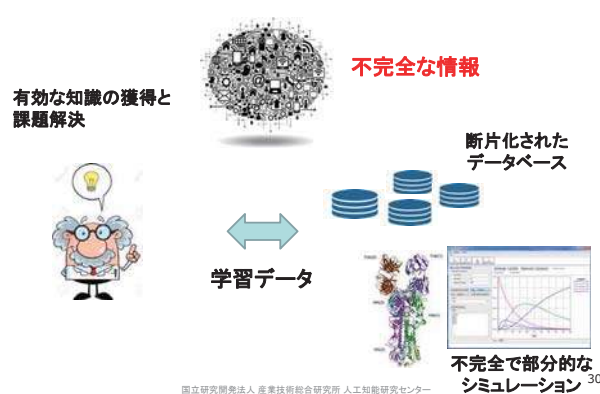 不完全な情報
有効な知識の獲得と
課題解決
断片化された
データベース
学習データ
不完全で部分的な
シミュレーション
国立研究開発法人 産業技術総合研究所 人工知能研究センター
30